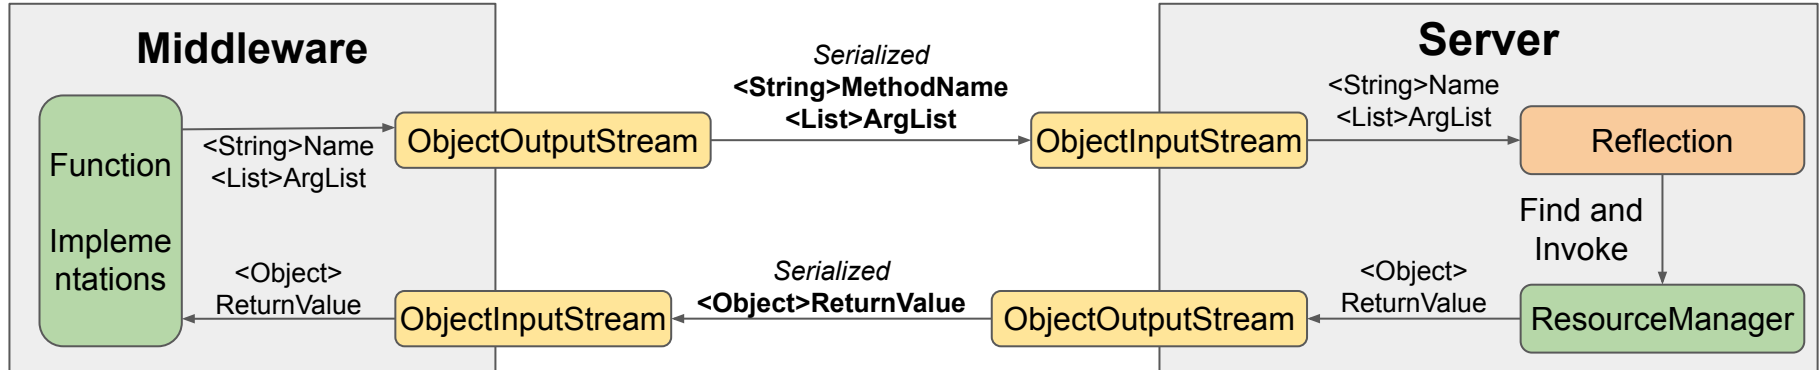 Middleware
Function
Impleme
ntations
<String>Name
<List>ArgList
ObjectOutputStream
Serialized
<String>MethodName
<List>ArgList
ObjectInputStream
Server
<String>Name
<List>ArgList
Reflection
Find and
Invoke
ResourceManager
<Object>
ReturnValue
ObjectOutputStream
Serialized
<Object>ReturnValue
ObjectInputStream
<Object>
ReturnValue